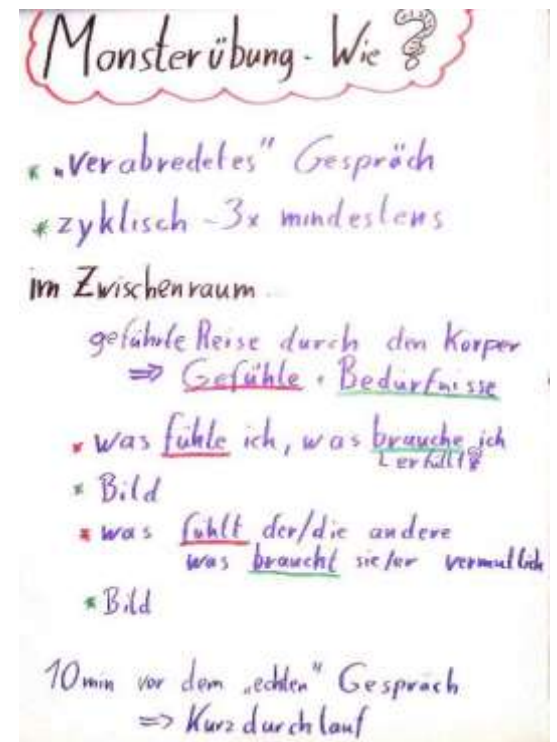 Monsterübung - Wie ?
* „verabredetes" Gespräch
* zyklisch - 3x mindestens
im Zwischenraum
geführte Reise durch den Körper
=> Gefühle + Bedürfnisse
* was fühle ich, was brauche ich
erfüllt?
* Bild
* was fühlt der/die andere
was braucht sie/er vermutlich
* Bild
10 min vor dem „echten" Gespräch
=> Kurzdurchlauf